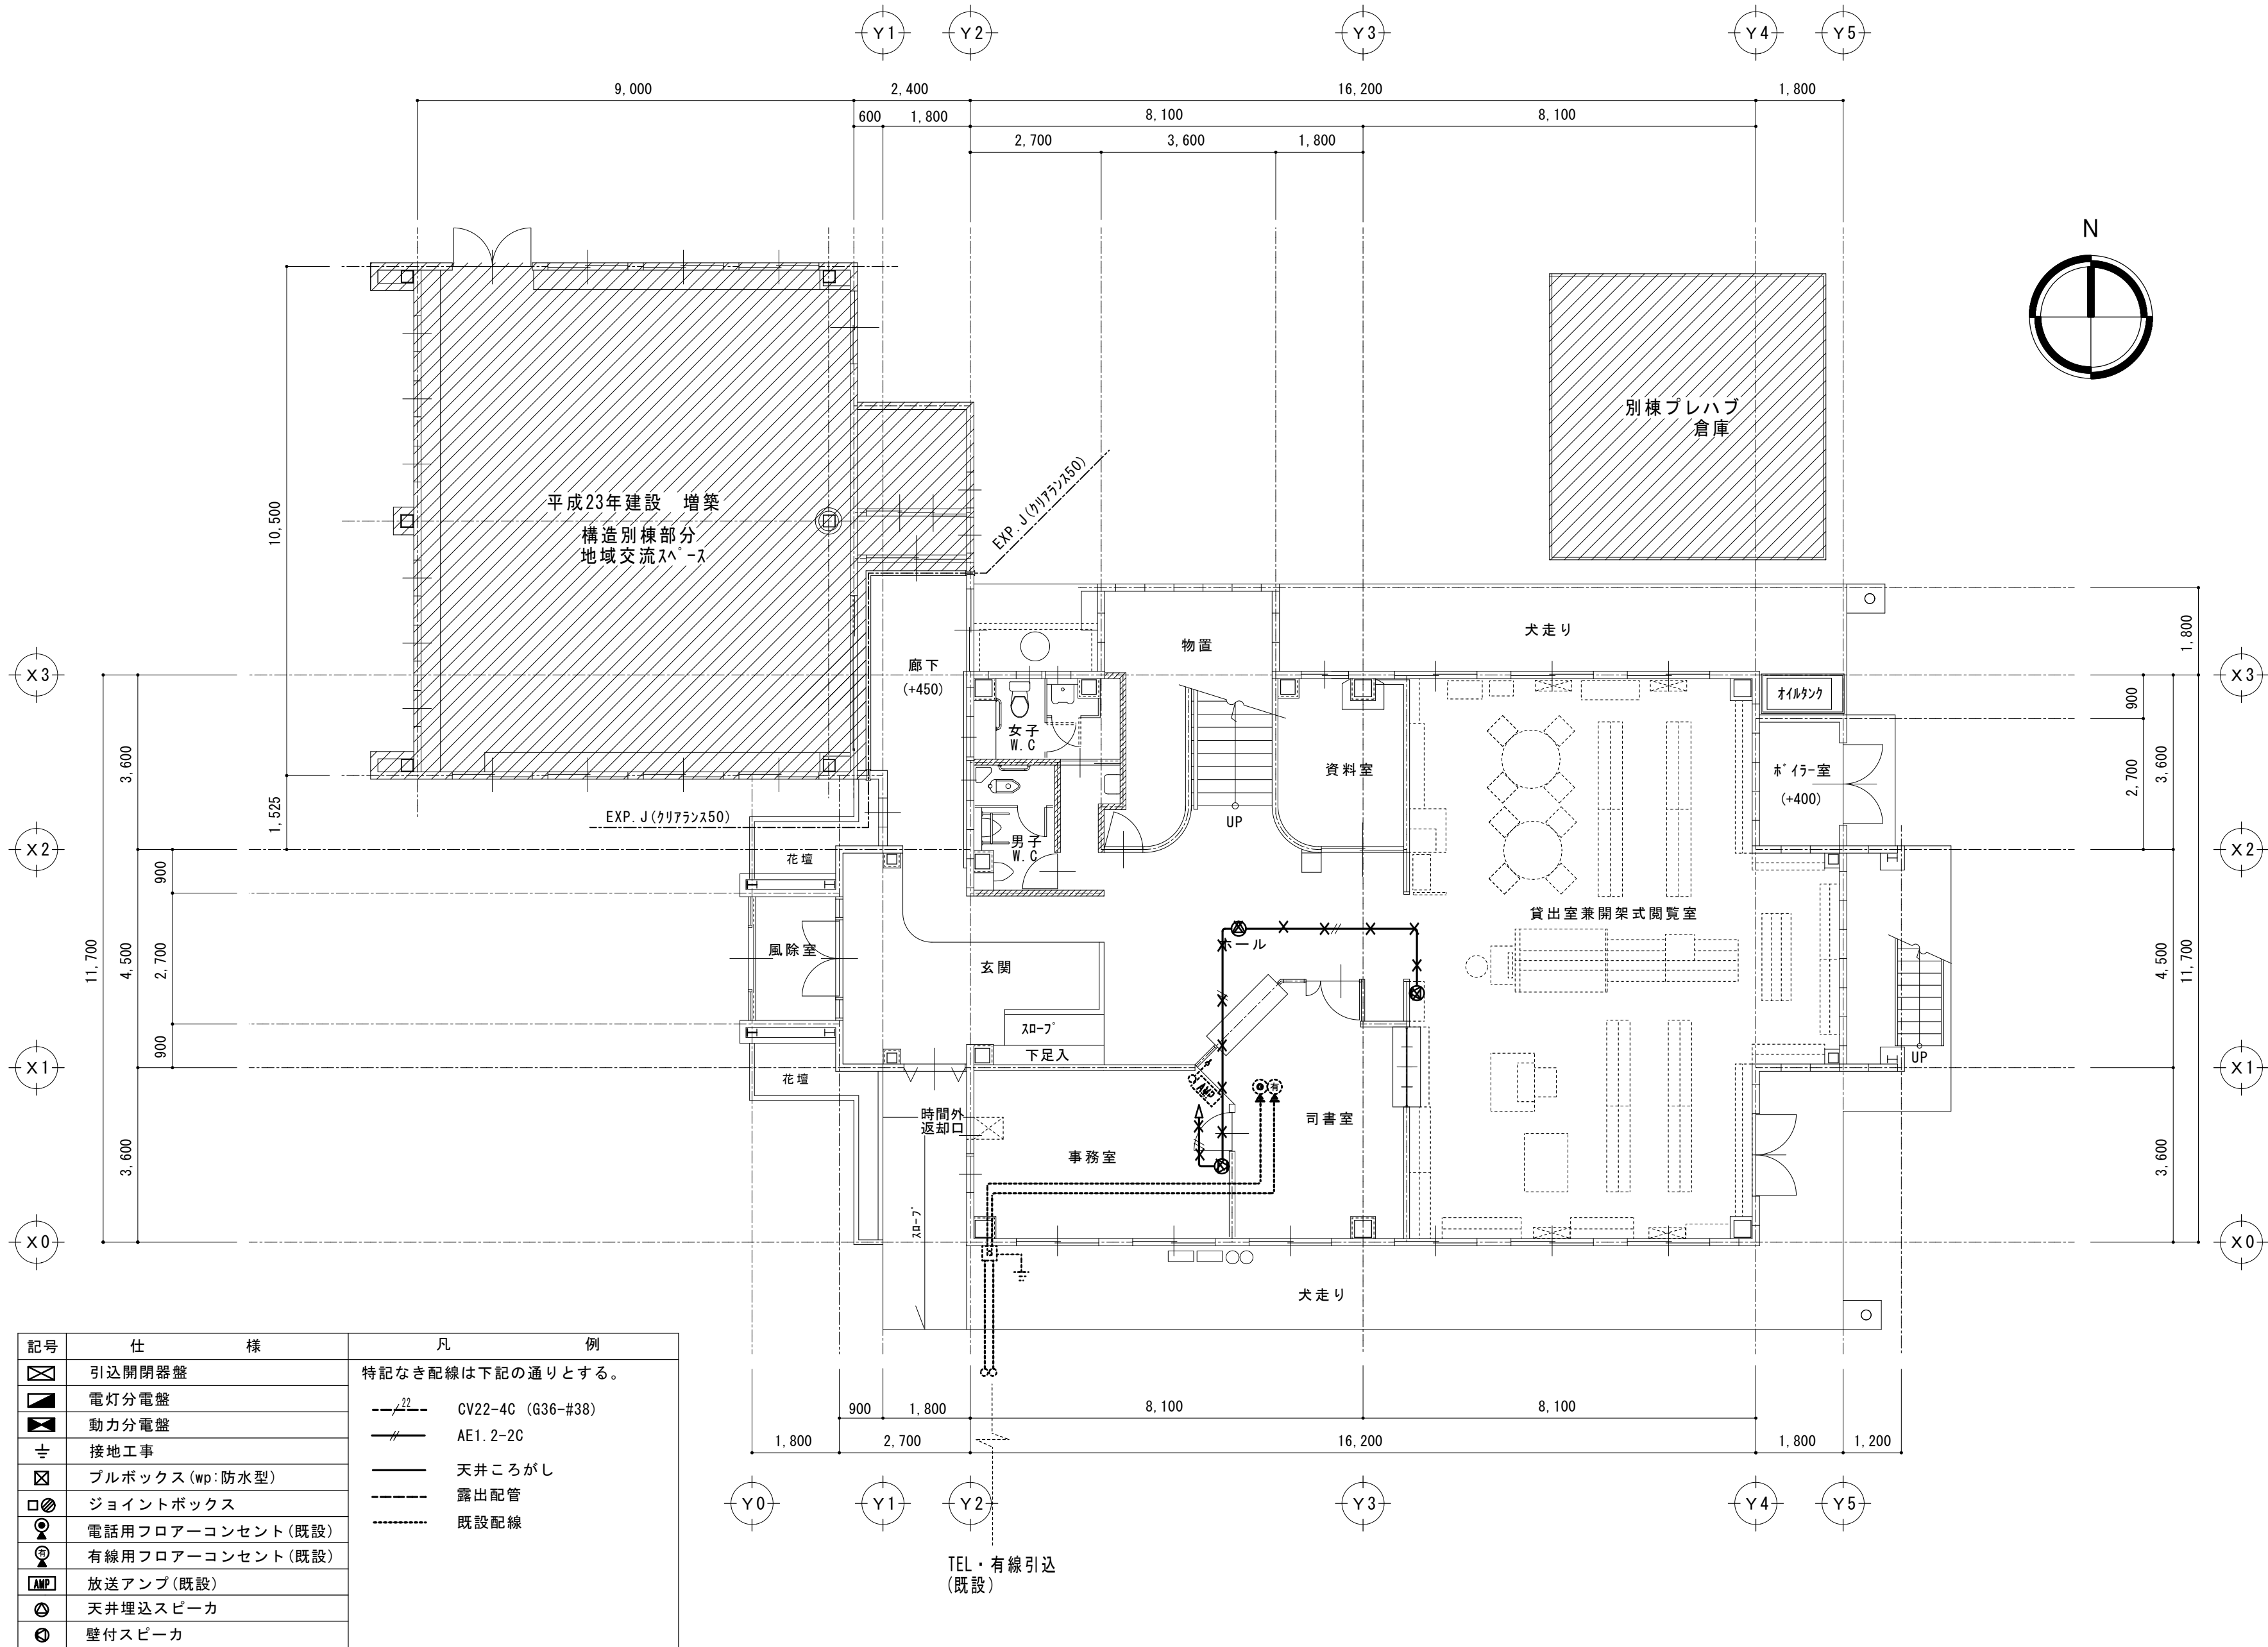 Y1 Y2 Y3 Y4 Y5
9,000 2,400 16,200 1,800
600 1,800 8,100 8,100
2,700 3,600 1,800
N
別棟プレハブ
倉庫
平成23年建設 増築
構造別棟部分
地域交流スペース
10,500
EXP.J(クリアランス50)
1,800
物置
犬走り
廊下
(+450)
X3
X3
オイルタンク
900
女子
W.C
3,600
資料室
ボイラー室
(+400)
2,700
3,600
1,525
EXP.J(クリアランス50)
UP
男子
W.C
X2
X2
花壇
900
貸出室兼開架式閲覧室
ホール
風除室
玄関
11,700
4,500
2,700
4,500
11,700
スロープ
下足入
900
UP
X1
X1
花壇
AMP
有
時間外
返却口
司書室
事務室
3,600
3,600
スロープ
X0
X0
犬走り
記号 仕様 凡例
引込開閉器盤
電灯分電盤
動力分電盤
接地工事
プルボックス(wp:防水型)
ジョイントボックス
電話用フロアーコンセント(既設)
有 有線用フロアーコンセント(既設)
AMP 放送アンプ(既設)
天井埋込スピーカ
壁付スピーカ
特記なき配線は下記の通りとする。
22 CV22-4C (G36-#38)
AE1.2-2C
天井ころがし
露出配管
既設配線
900 1,800 8,100 8,100
1,800 2,700 16,200 1,800 1,200
Y0 Y1 Y2 Y3 Y4 Y5
TEL・有線引込
(既設)